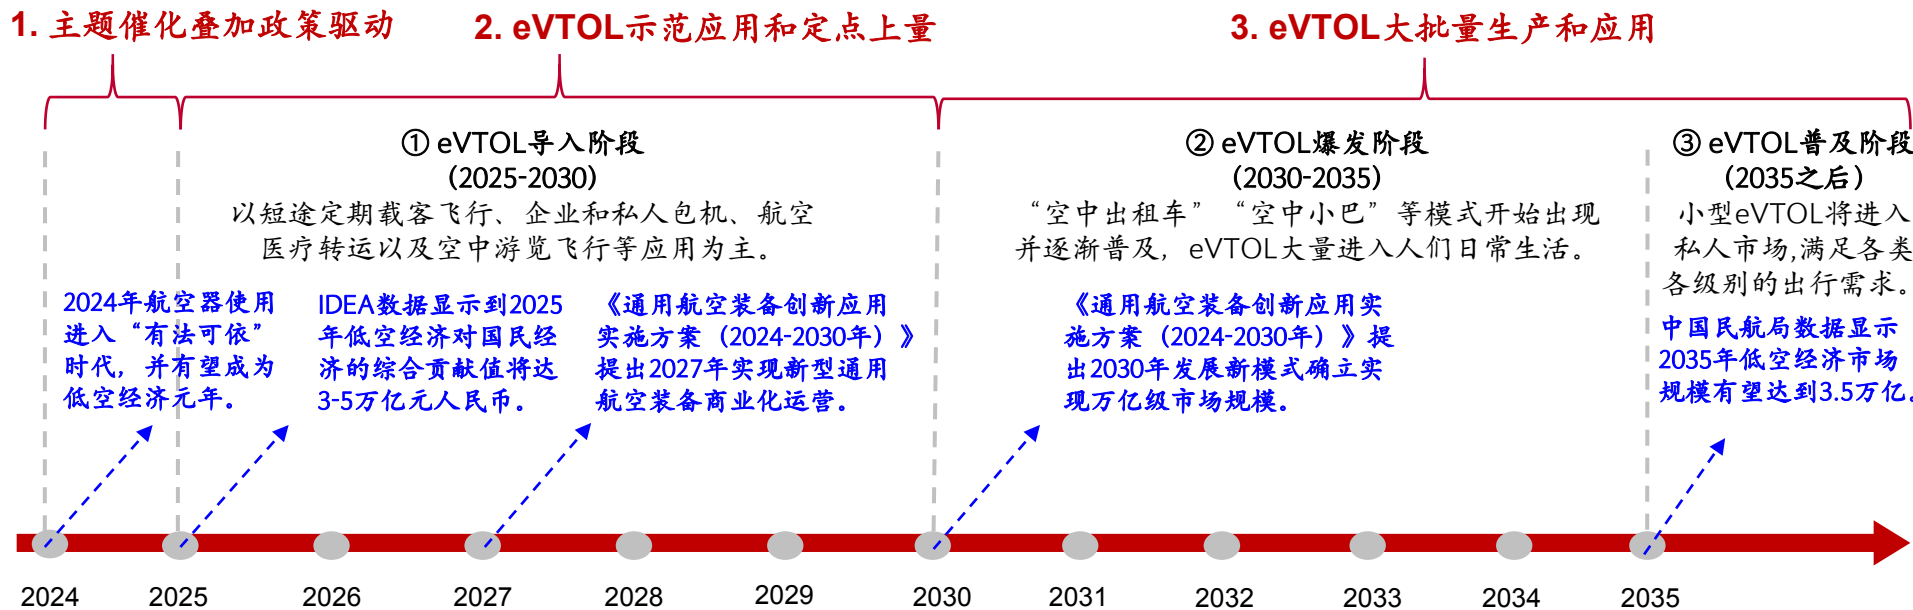 1. 主题催化叠加政策驱动
2. eVTOL示范应用和定点上量
3. eVTOL大批量生产和应用
① eVTOL导入阶段
（2025-2030）
以短途定期载客飞行、企业和私人包机、航空
医疗转运以及空中游览飞行等应用为主。
② eVTOL爆发阶段
（2030-2035）
“空中出租车”“空中小巴”等模式开始出现
并逐渐普及，eVTOL大量进入人们日常生活。
③ eVTOL普及阶段
（2035之后）
小型eVTOL将进入
私人市场,满足各类
各级别的出行需求。
2024年航空器使用
进入“有法可依”
时代，并有望成为
低空经济元年。
IDEA数据显示到2025
年低空经济对国民经
济的综合贡献值将达
3-5万亿元人民币。
《通用航空装备创新应用
实施方案（2024-2030年）》
提出2027年实现新型通用
航空装备商业化运营。
《通用航空装备创新应用实
施方案（2024-2030年）》提
出2030年发展新模式确立实
现万亿级市场规模。
中国民航局数据显示
2035年低空经济市场
规模有望达到3.5万亿。
2024
2025
2026
2027
2028
2029
2030
2031
2032
2033
2034
2035